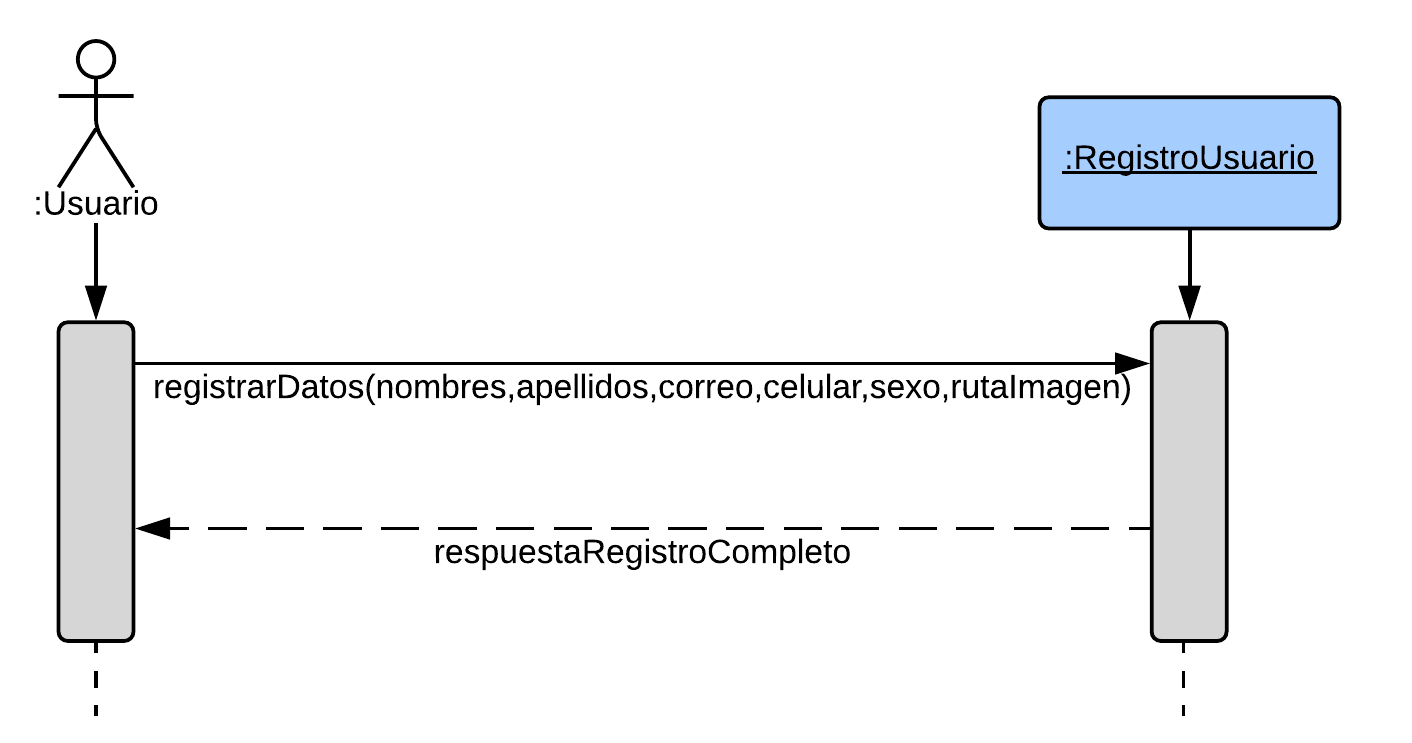 :Usuario
:RegistroUsuario
registrarDatos(nombres,apellidos,correo,celular,sexo,rutaImagen)
respuestaRegistroCompleto